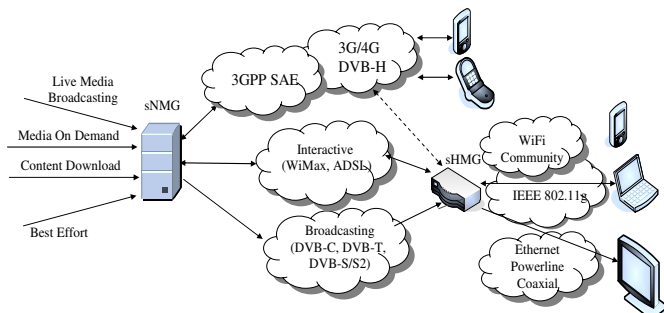 Live Media
Broadcasting
sNMG
Media On Demand
Content Download
Best Effort
3GPP SAE
3G/4G
DVB-H
Interactive
(WiMax, ADSL)
Broadcasting
(DVB-C, DVB-T,
DVB-S/S2)
sHMG
WiFi
Community
IEEE 802.11g
Ethernet
Powerline
Coaxial